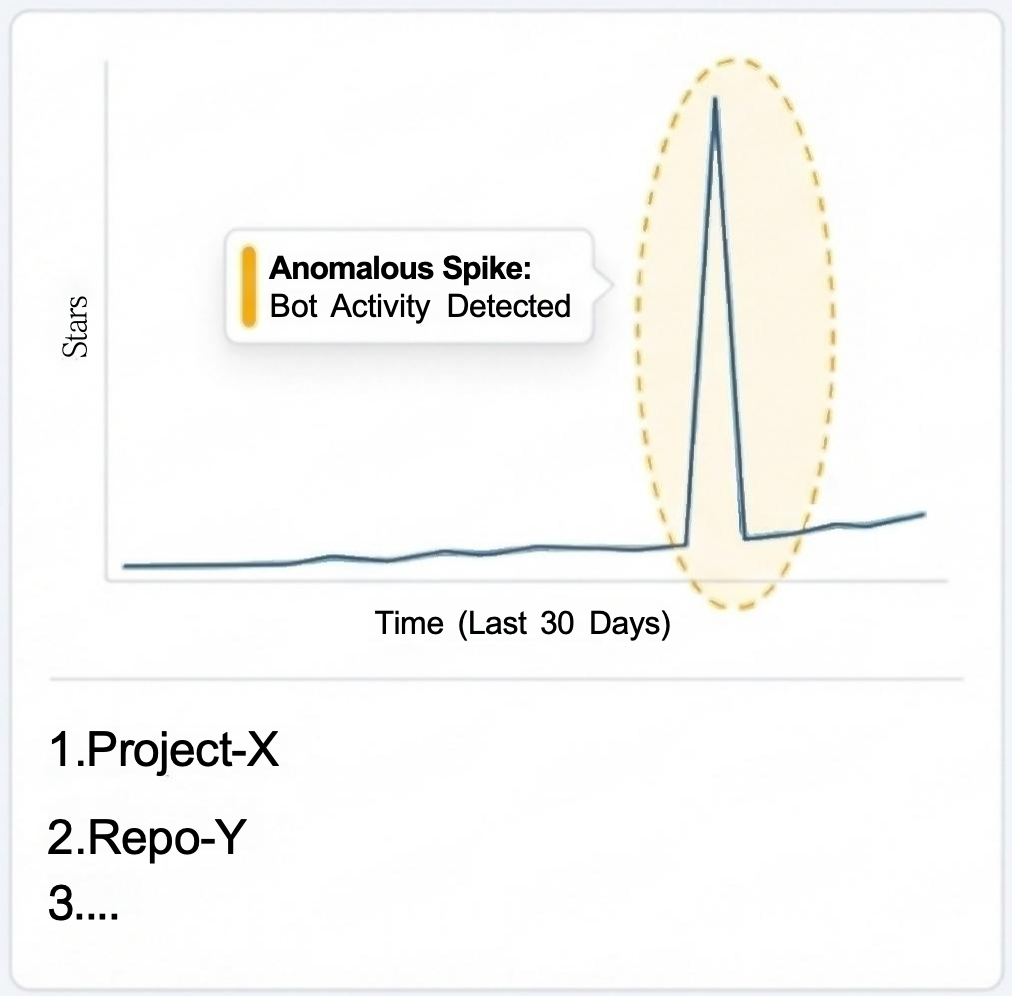 Anomalous Spike:
Bot Activity Detected
Stars
Time (Last 30 Days)
1.Project-X
2.Repo-Y
3....